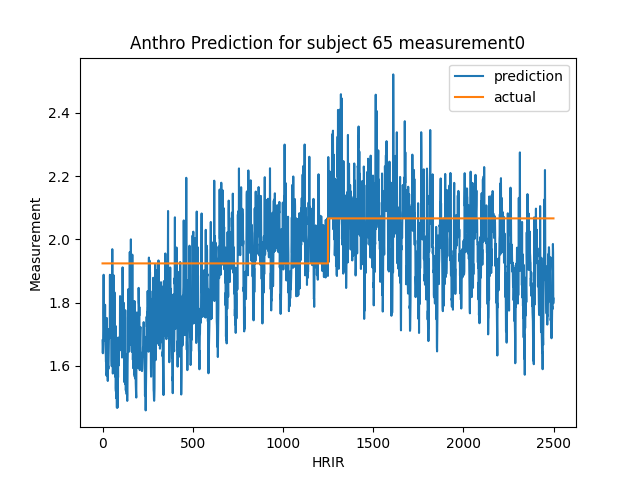 Anthro Prediction for subject 65 measurement0
prediction
actual
Measurement
2.4
2.2
2.0
1.8
1.6
0
500
1000
1500
2000
2500
HRIR